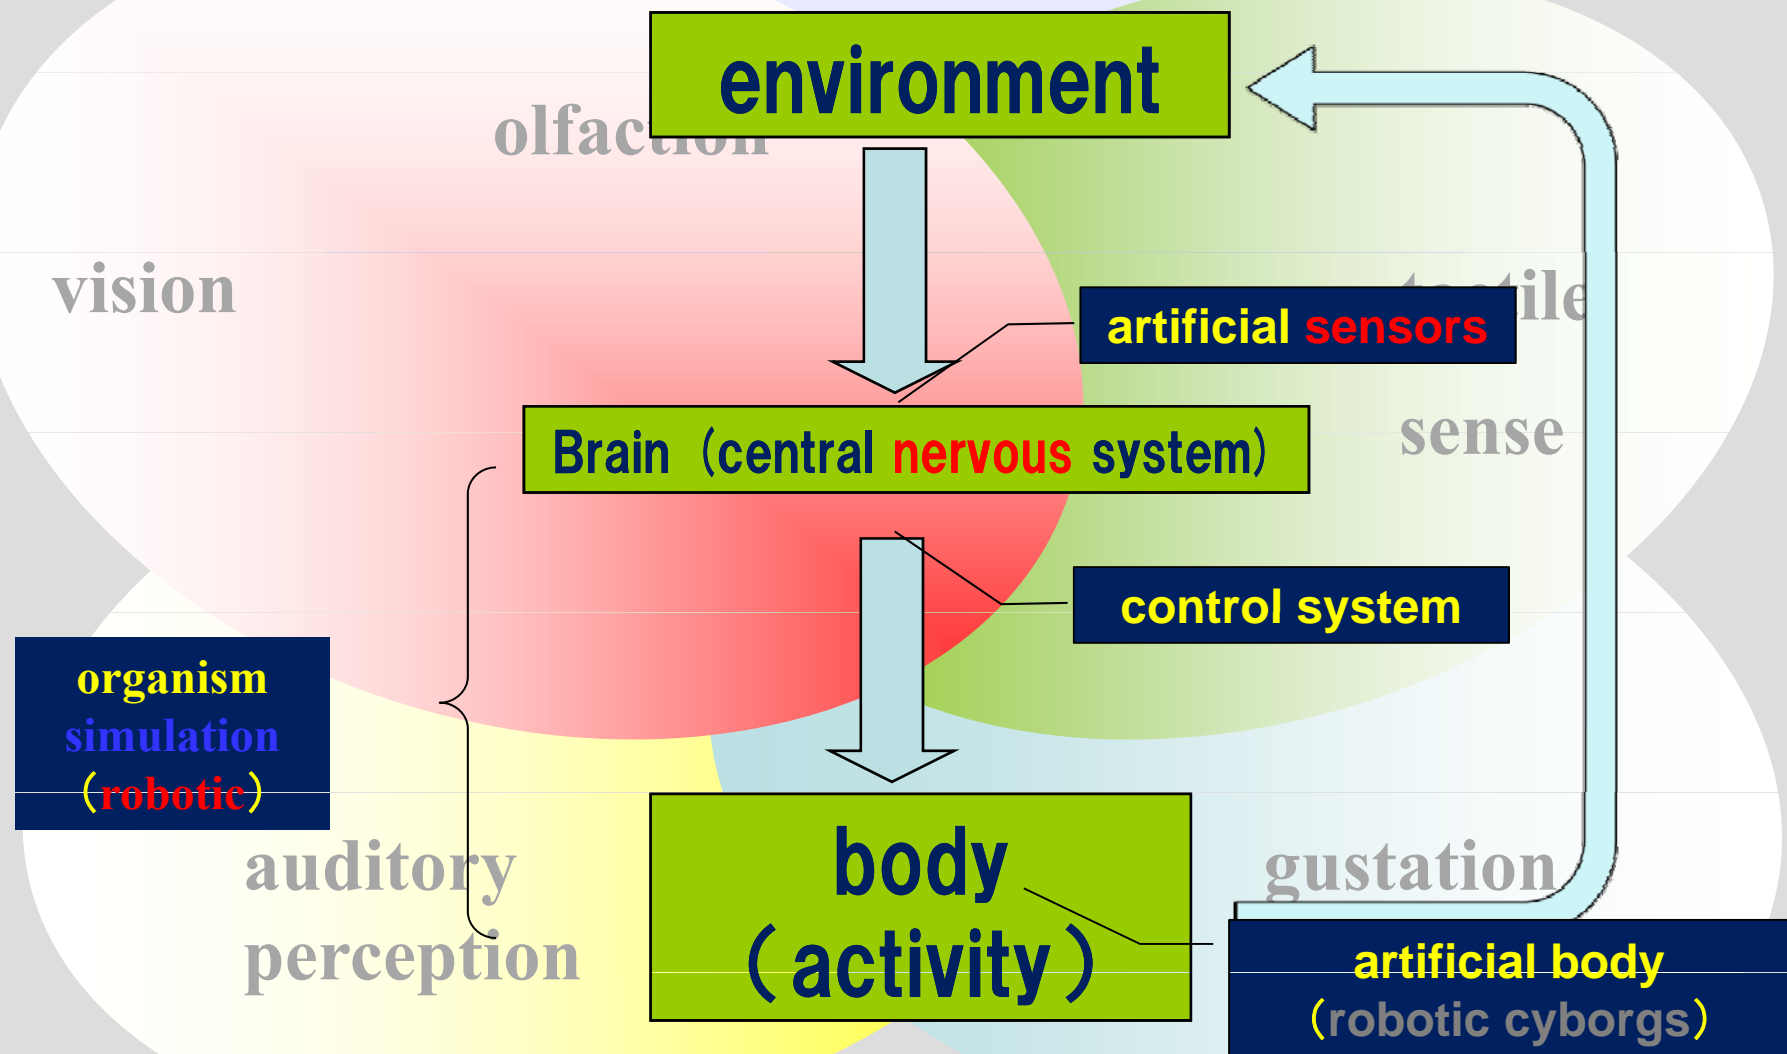 environment
olfaction
vision
tactile
artificial sensors
sense
Brain (central nervous system)
control system
organism
simulation
(robotic)
auditory
perception
body
(activity)
gustation
artificial body
(robotic cyborgs)